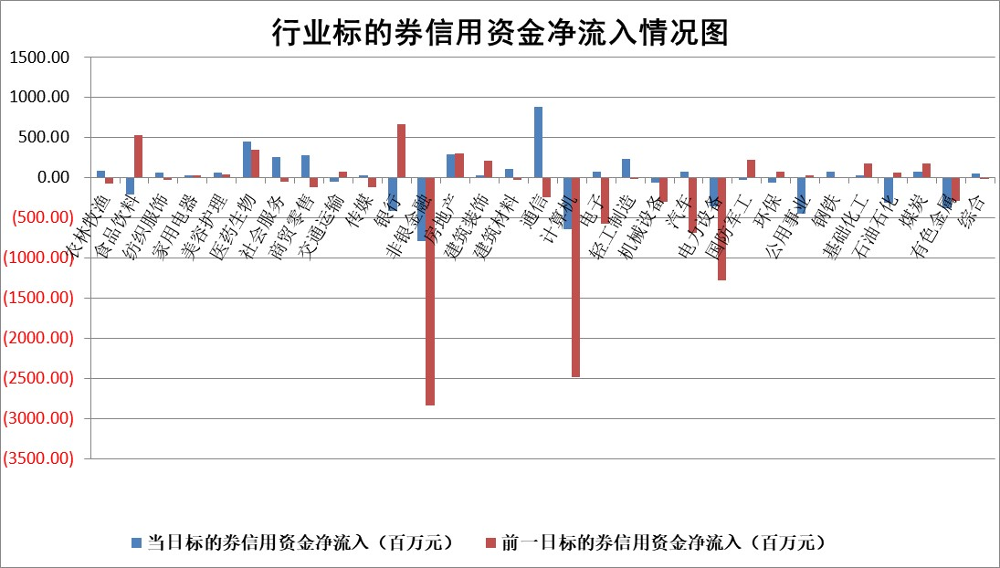 行业标的券信用资金净流入情况图
1500.00
1000.00
500.00
0.00
(500.00)
(1000.00)
(1500.00)
(2000.00)
(2500.00)
(3000.00)
(3500.00)
农林牧渔
食品饮料
纺织服饰
家用电器
美容护理
医药生物
社会服务
商贸零售
交通运输
传媒
银行
非银金融
房地产
建筑装饰
建筑材料
通信
计算机
电子
轻工制造
机械设备
汽车
电力设备
国防军工
环保
公用事业
钢铁
基础化工
石油石化
煤炭
有色金属
综合
当日标的券信用资金净流入（百万元）
前一日标的券信用资金净流入（百万元）